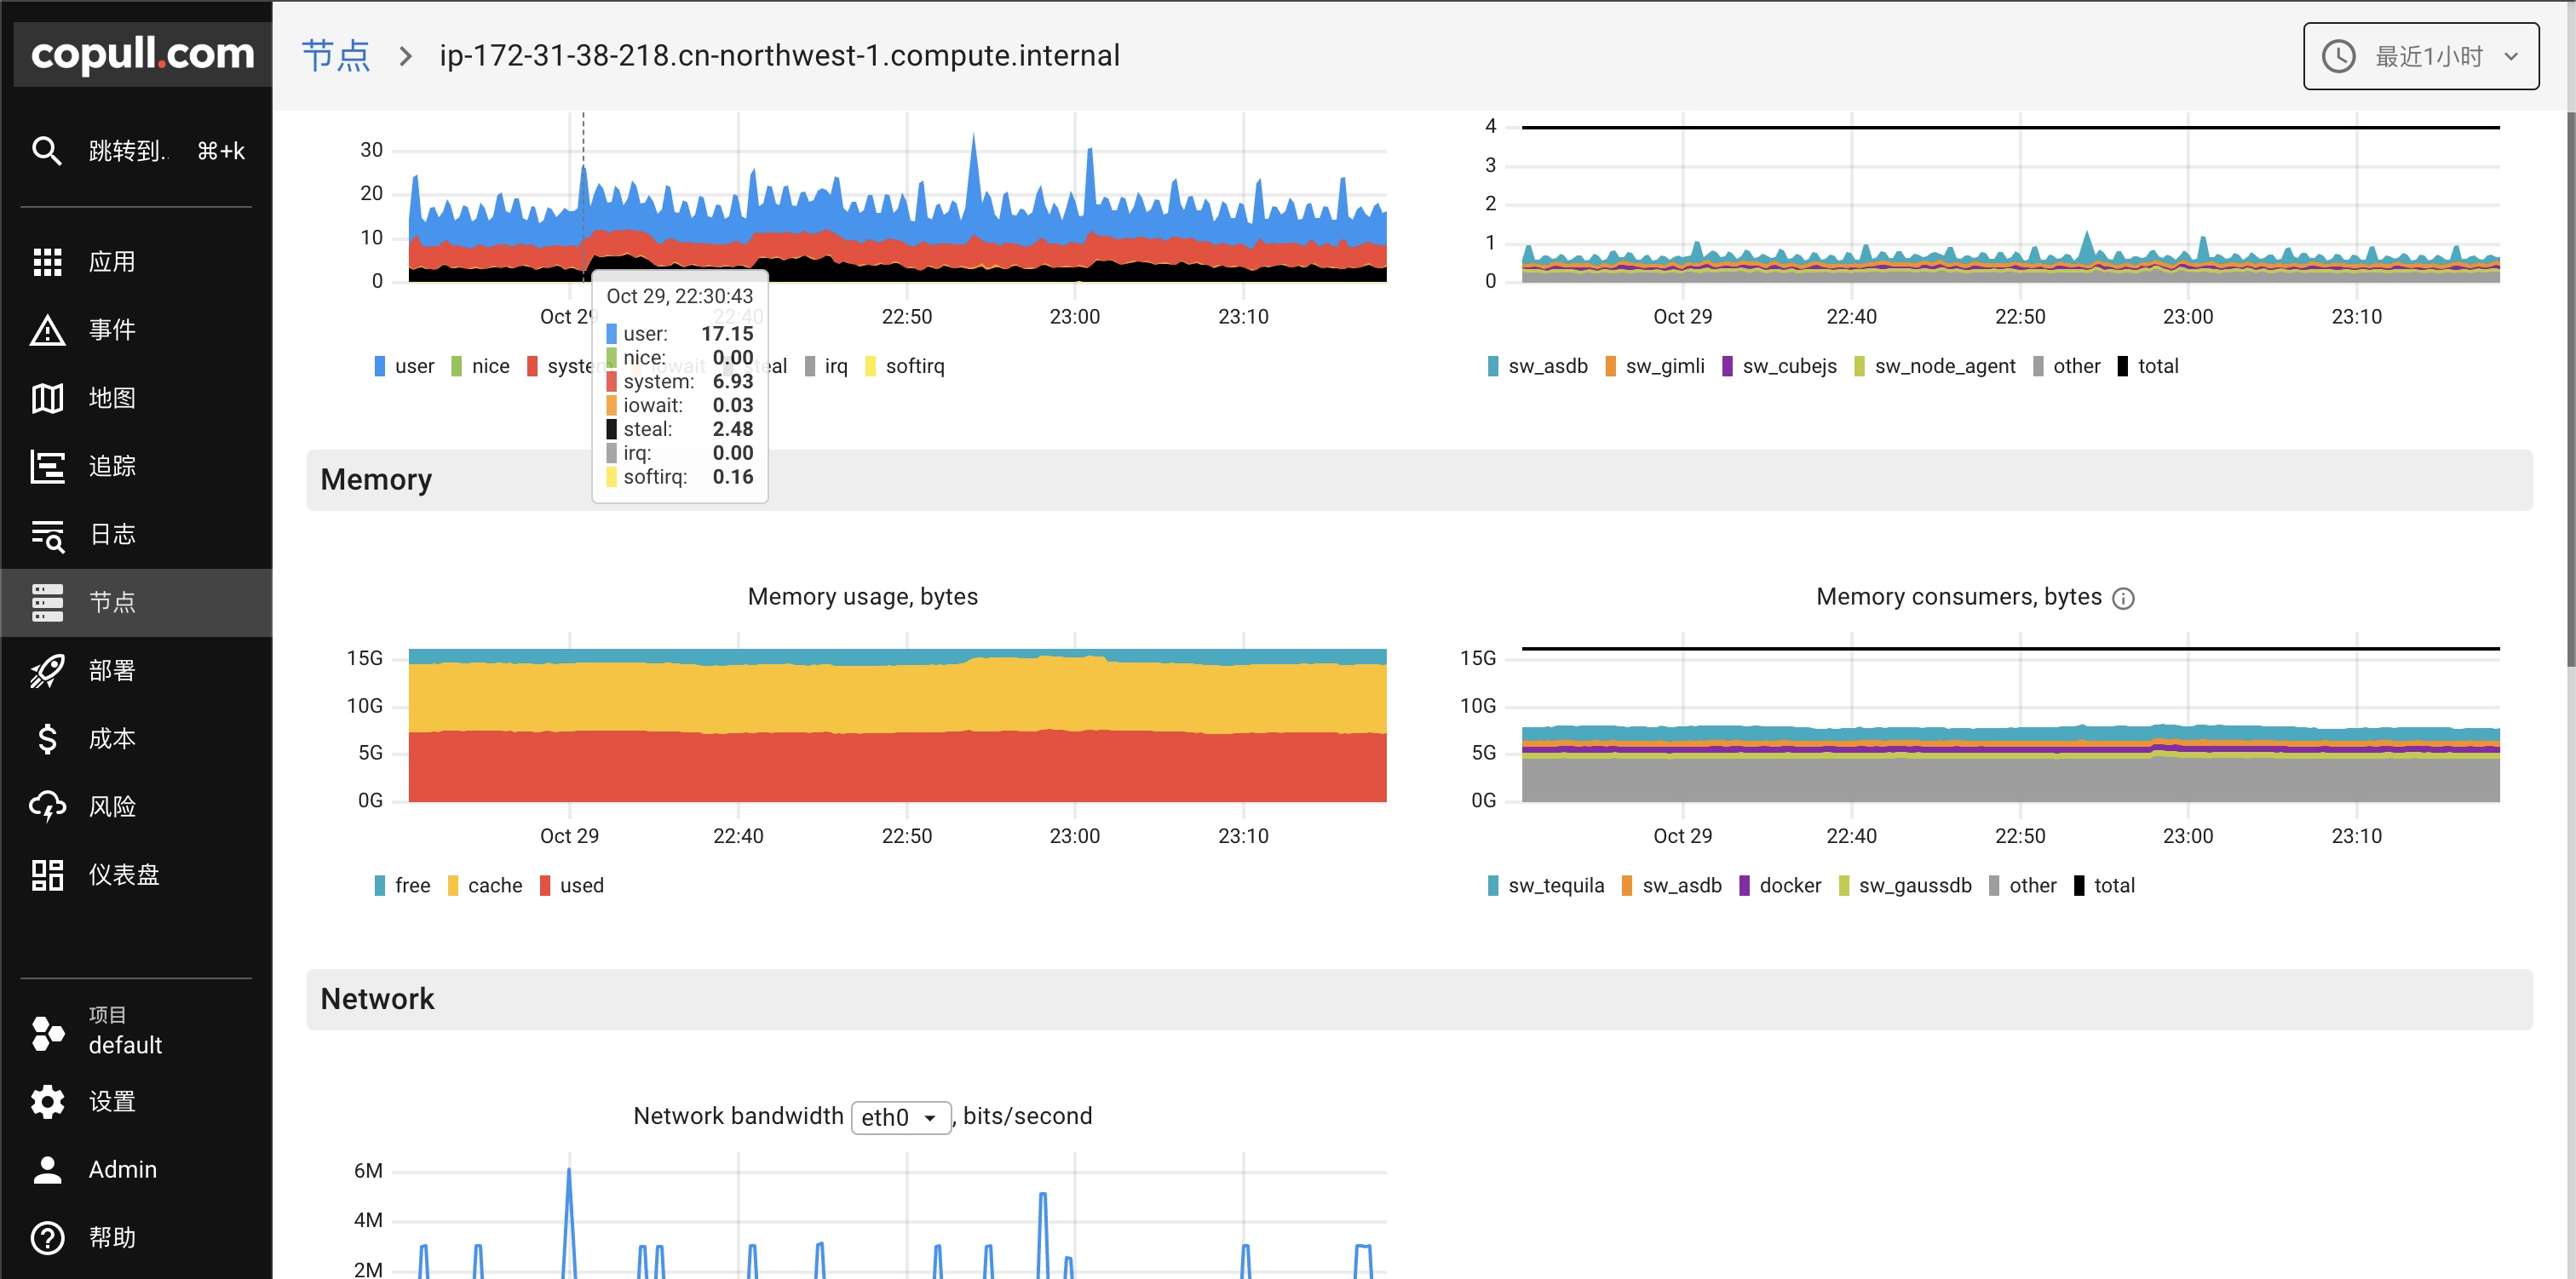 copull.com
跳转到.. ⌘+k
应用
事件
地图
追踪
日志
节点
部署
成本
风险
仪表盘
项目
default
设置
Admin
帮助
节点 > ip-172-31-38-218.cn-northwest-1.compute.internal
最近1小时
30
20
10
0
Oct 29 22:40 22:50 23:00 23:10
user nice system iowait steal irq softirq
Oct 29, 22:30:43
user: 17.15
nice: 0.00
system: 6.93
iowait: 0.03
steal: 2.48
irq: 0.00
softirq: 0.16
4
3
2
1
0
Oct 29 22:40 22:50 23:00 23:10
sw_asdb sw_gimli sw_cubejs sw_node_agent other total
Memory
Memory usage, bytes
15G
10G
5G
0G
Oct 29 22:40 22:50 23:00 23:10
free cache used
Memory consumers, bytes
15G
10G
5G
0G
Oct 29 22:40 22:50 23:00 23:10
sw_tequila sw_asdb docker sw_gaussdb other total
Network
Network bandwidth eth0 , bits/second
6M
4M
2M